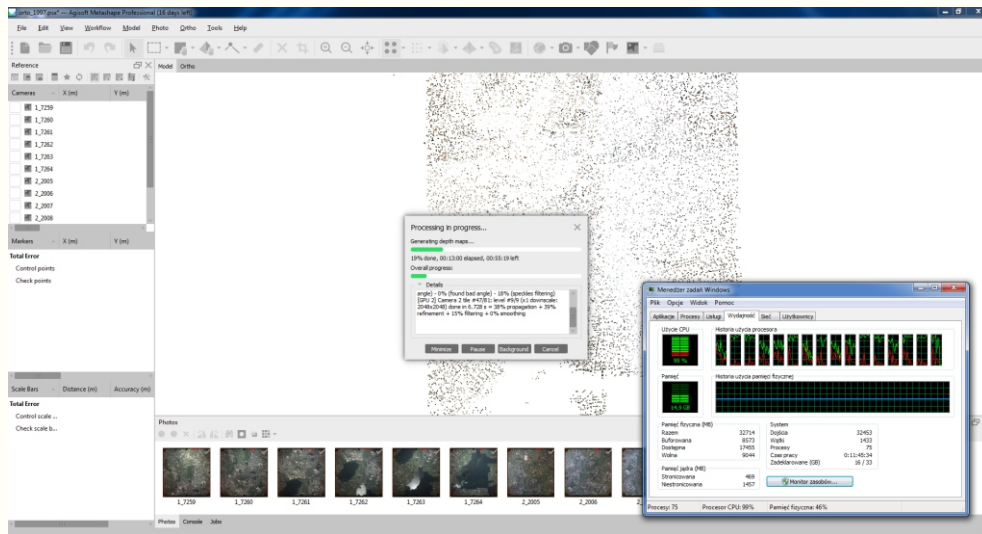 orto_1997.psx* — Agisoft Metashape Professional (16 days left)
File Edit View Workflow Model Photo Ortho Tools Help
Reference
Model Ortho
Cameras X (m) Y (m)
1_7259
1_7260
1_7261
1_7262
1_7263
1_7264
2_2005
2_2006
2_2007
2_2008
Markers X (m) Y (m)
Total Error
Control points
Check points
Scale Bars Distance (m) Accuracy (m)
Total Error
Control scale ...
Check scale b...
Processing in progress...
Generating depth maps...
19% done, 00:13:00 elapsed, 00:55:19 left
Overall progress:
Details
angle) - 0% (found bad angle) - 18% (speckles filtering)
[GPU 2] Camera 2 tile #47/81: level #9/9 (x1 downscale:
2048x2048) done in 6.728 s = 38% propagation + 39%
refinement + 15% filtering + 0% smoothing
Minimize Pause Background Cancel
Photos
1_7259 1_7260 1_7261 1_7262 1_7263 1_7264 2_2005 2_2006
Photos Console Jobs
Menedżer zadań Windows
Plik Opcje Widok Pomoc
Aplikacje Procesy Usługi Wydajność Sieć Użytkownicy
Użycie CPU Historia użycia procesora
99 %
Pamięć Historia użycia pamięci fizycznej
14,9 GB
Pamięć fizyczna (MB)
Razem 32714
Buforowana 8573
Dostępna 17455
Wolna 9044
System
Dojścia 32453
Wątki 1433
Procesy 75
Czas pracy 0:11:45:34
Zadeklarowane (GB) 16 / 33
Pamięć jądra (MB)
Stronicowana 469
Niestronicowana 1457
Monitor zasobów...
Procesy: 75 Procesor CPU: 99% Pamięć fizyczna: 46%